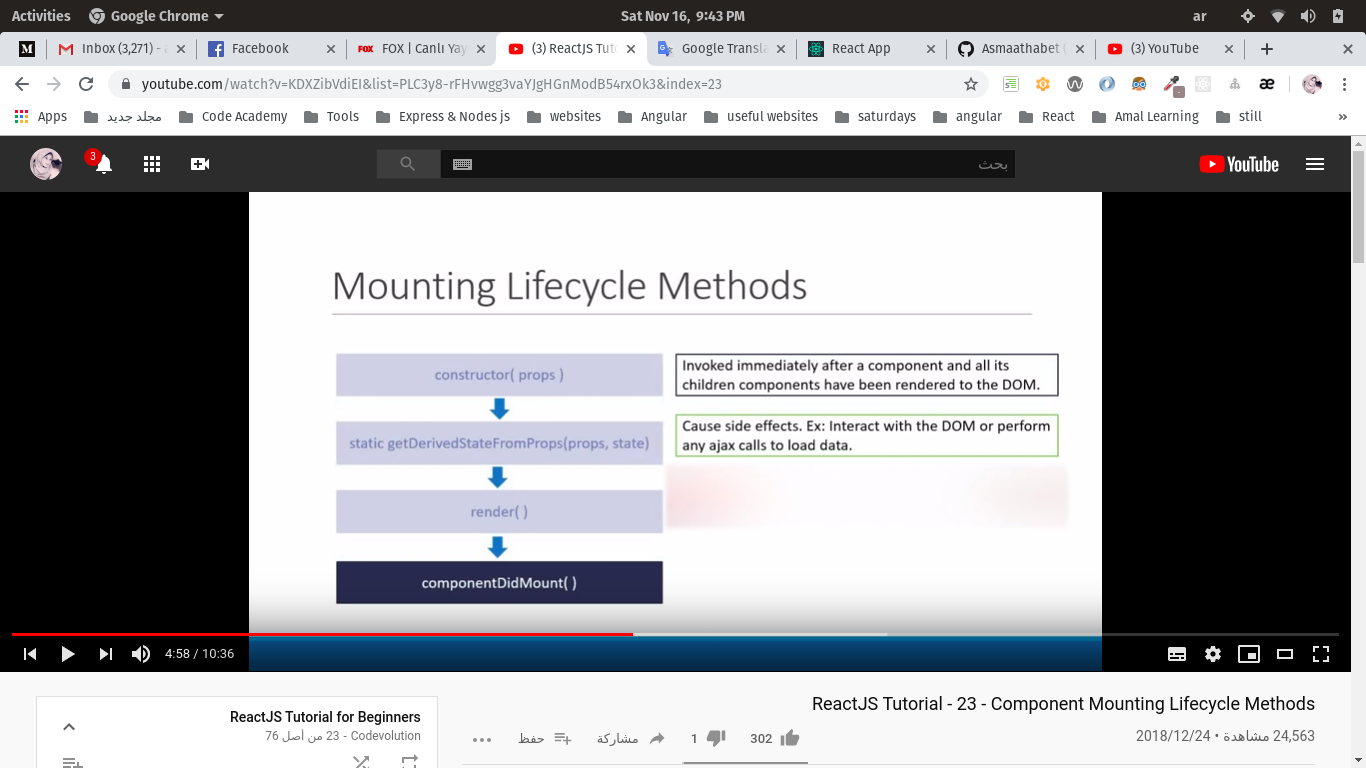 Activities
Google Chrome
Sat Nov 16, 9:43 PM
ar
Inbox (3,271) -
Facebook
FOX
FOX | Canlı Yay
(3) ReactJS Tuto
Google Transla
React App
Asmaathabet (
(3) YouTube
youtube.com/watch?v=KDXZibVdiEI&list=PLC3y8-rFHvwgg3vaYJgHGnModB54rxOk3&index=23
Apps
مجلد جديد
Code Academy
Tools
Express & Nodes js
websites
Angular
useful websites
saturdays
angular
React
Amal Learning
still
3
بحث
YouTube
Mounting Lifecycle Methods
constructor( props )
static getDerivedStateFromProps(props, state)
render( )
componentDidMount( )
Invoked immediately after a component and all its
children components have been rendered to the DOM.
Cause side effects. Ex: Interact with the DOM or perform
any ajax calls to load data.
4:58 / 10:36
ReactJS Tutorial - 23 - Component Mounting Lifecycle Methods
24,563 مشاهدة • 2018/12/24
302
1
مشاركة
حفظ
ReactJS Tutorial for Beginners
Codevolution - 23 من أصل 76